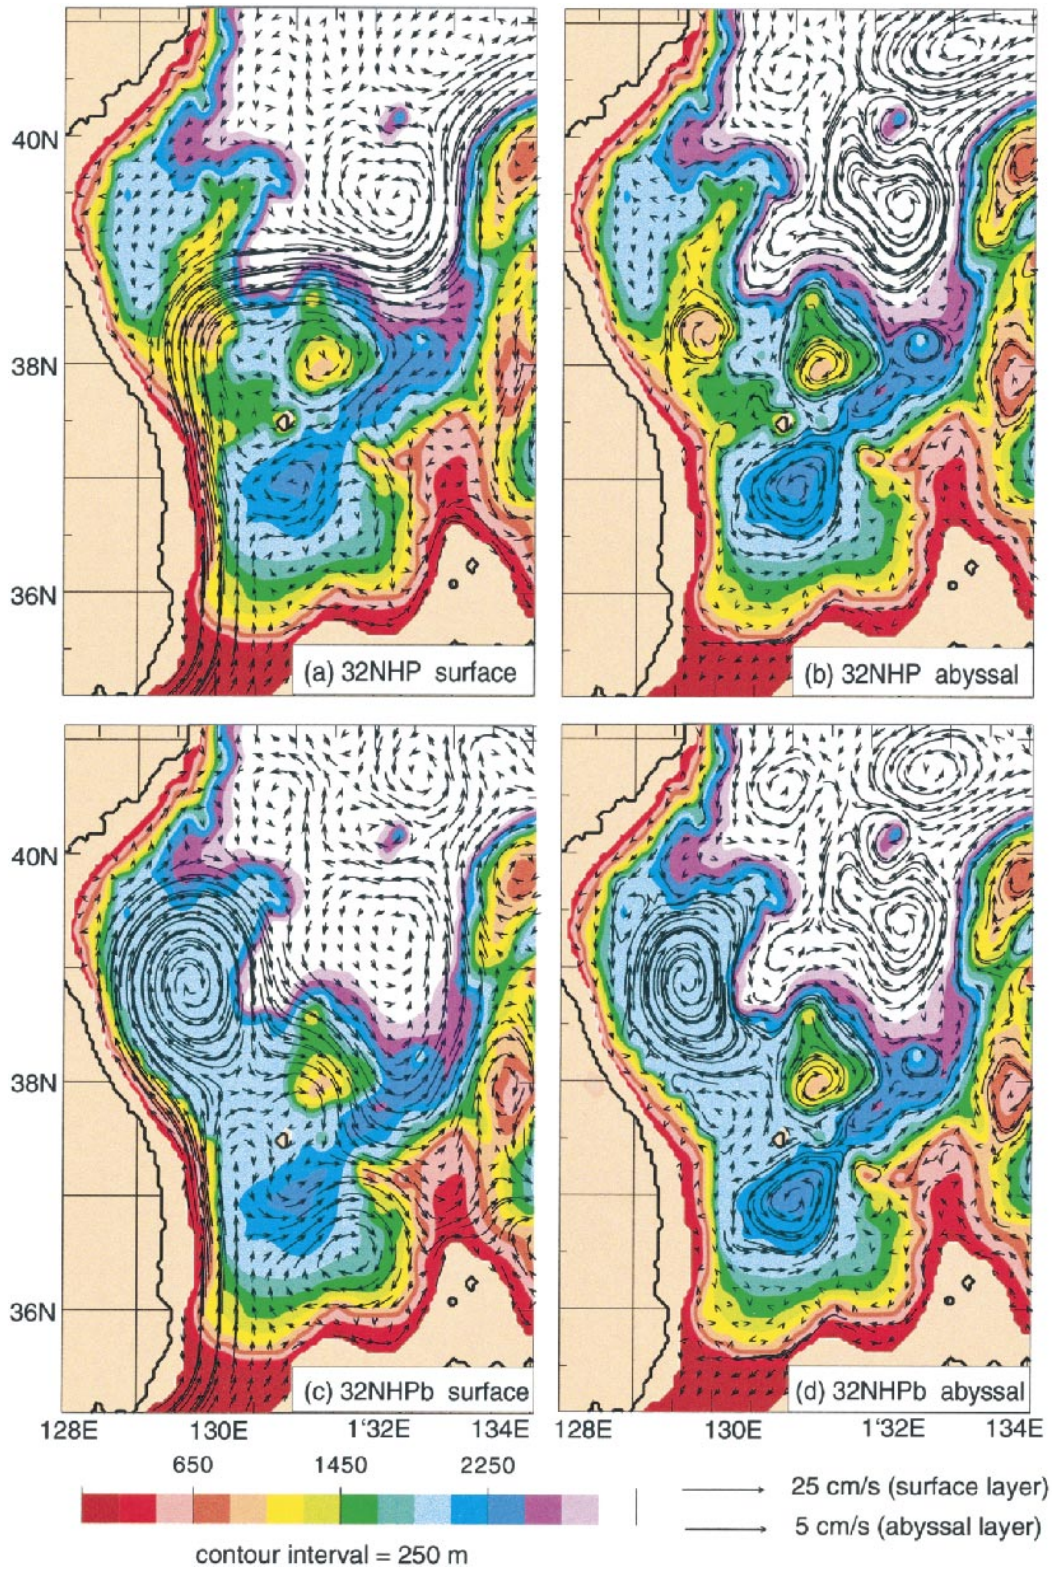 40N
38N
36N
(a) 32NHP surface
(b) 32NHP abyssal
40N
38N
36N
(c) 32NHPb surface
(d) 32NHPb abyssal
128E 130E 1'32E 134E 128E 130E 1'32E 134E
650 1450 2250
25 cm/s (surface layer)
5 cm/s (abyssal layer)
contour interval = 250 m